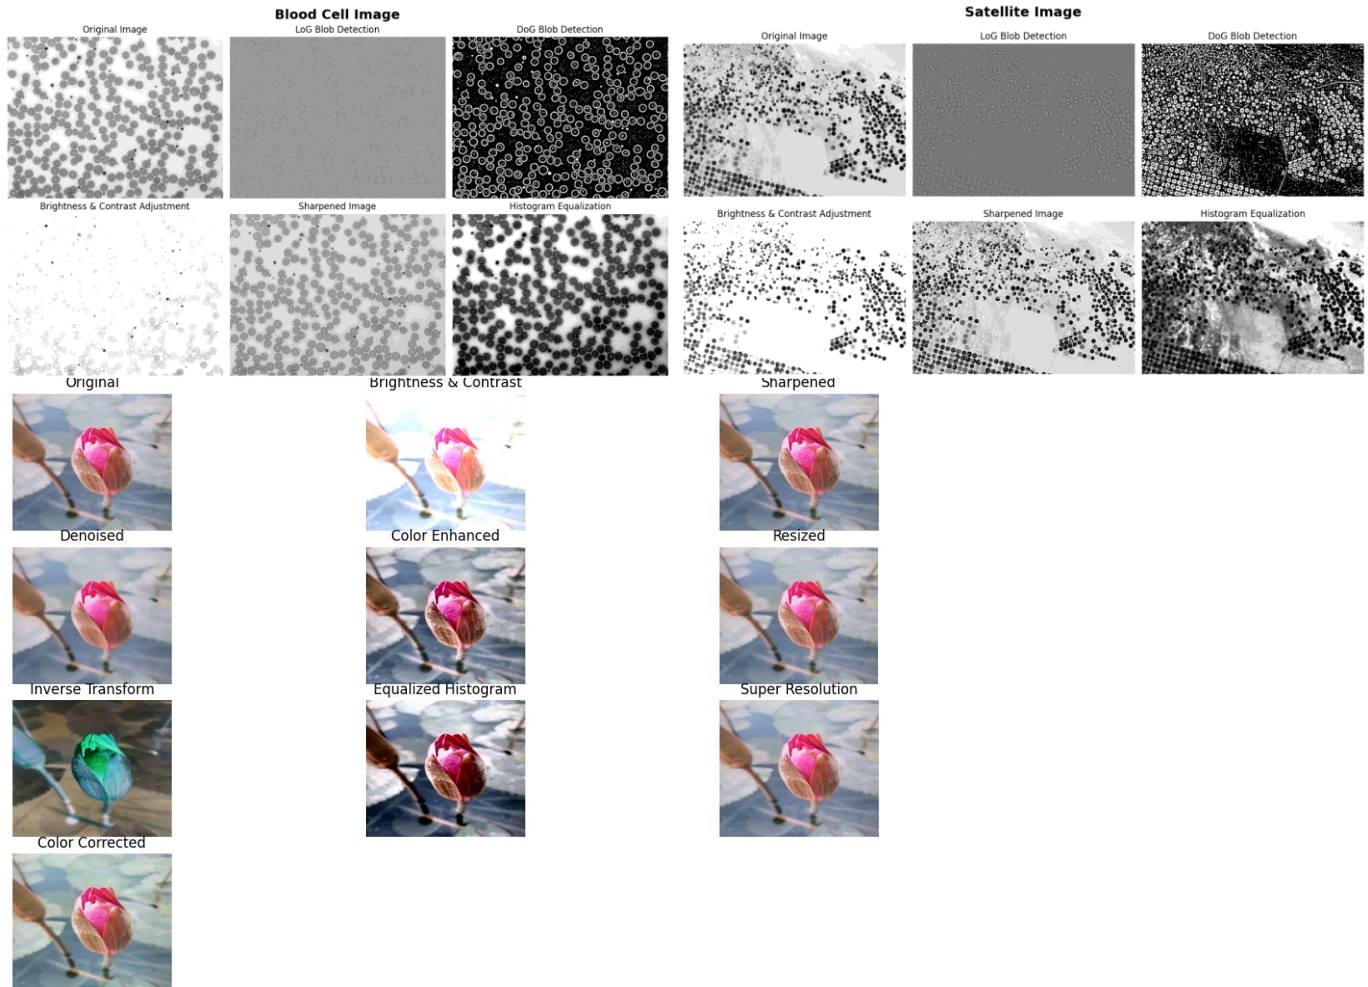 Blood Cell Image
Original Image
LoG Blob Detection
DoG Blob Detection
Brightness & Contrast Adjustment
Sharpened Image
Histogram Equalization
Satellite Image
Original Image
LoG Blob Detection
DoG Blob Detection
Brightness & Contrast Adjustment
Sharpened Image
Histogram Equalization
Original
Brightness & Contrast
Sharpened
Denoised
Color Enhanced
Resized
Inverse Transform
Equalized Histogram
Super Resolution
Color Corrected